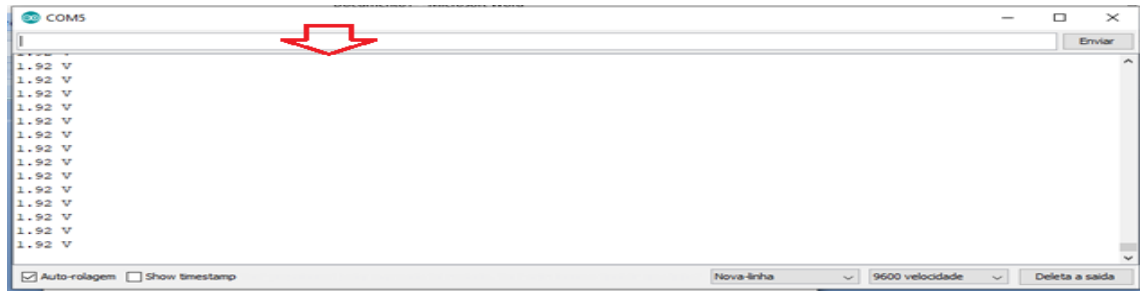 COM5
Enviar
1.92 V
1.92 V
1.92 V
1.92 V
1.92 V
1.92 V
1.92 V
1.92 V
1.92 V
1.92 V
1.92 V
1.92 V
1.92 V
1.92 V
Auto-rolagem Show timestamp Nova-linha 9600 velocidade Deleta a saida